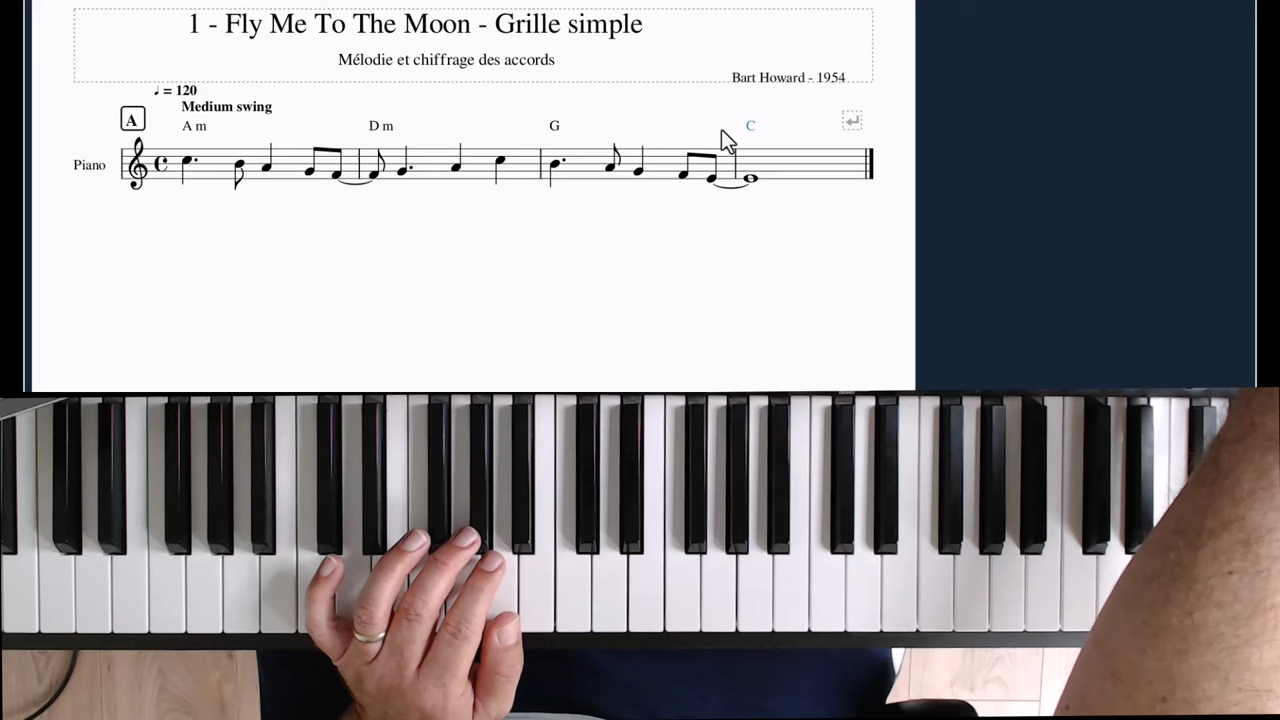 1 - Fly Me To The Moon - Grille simple
Mélodie et chiffrage des accords
Bart Howard - 1954
♩ = 120
Medium swing
A
A m D m G C
Piano